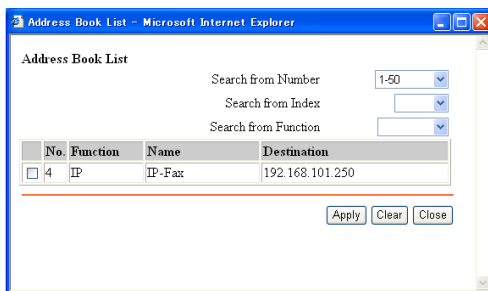 Address Book List - Microsoft Internet Explorer
Address Book List
Search from Number 1-50
Search from Index
Search from Function
No. Function Name Destination
4 IP IP-Fax 192.168.101.250
Apply Clear Close